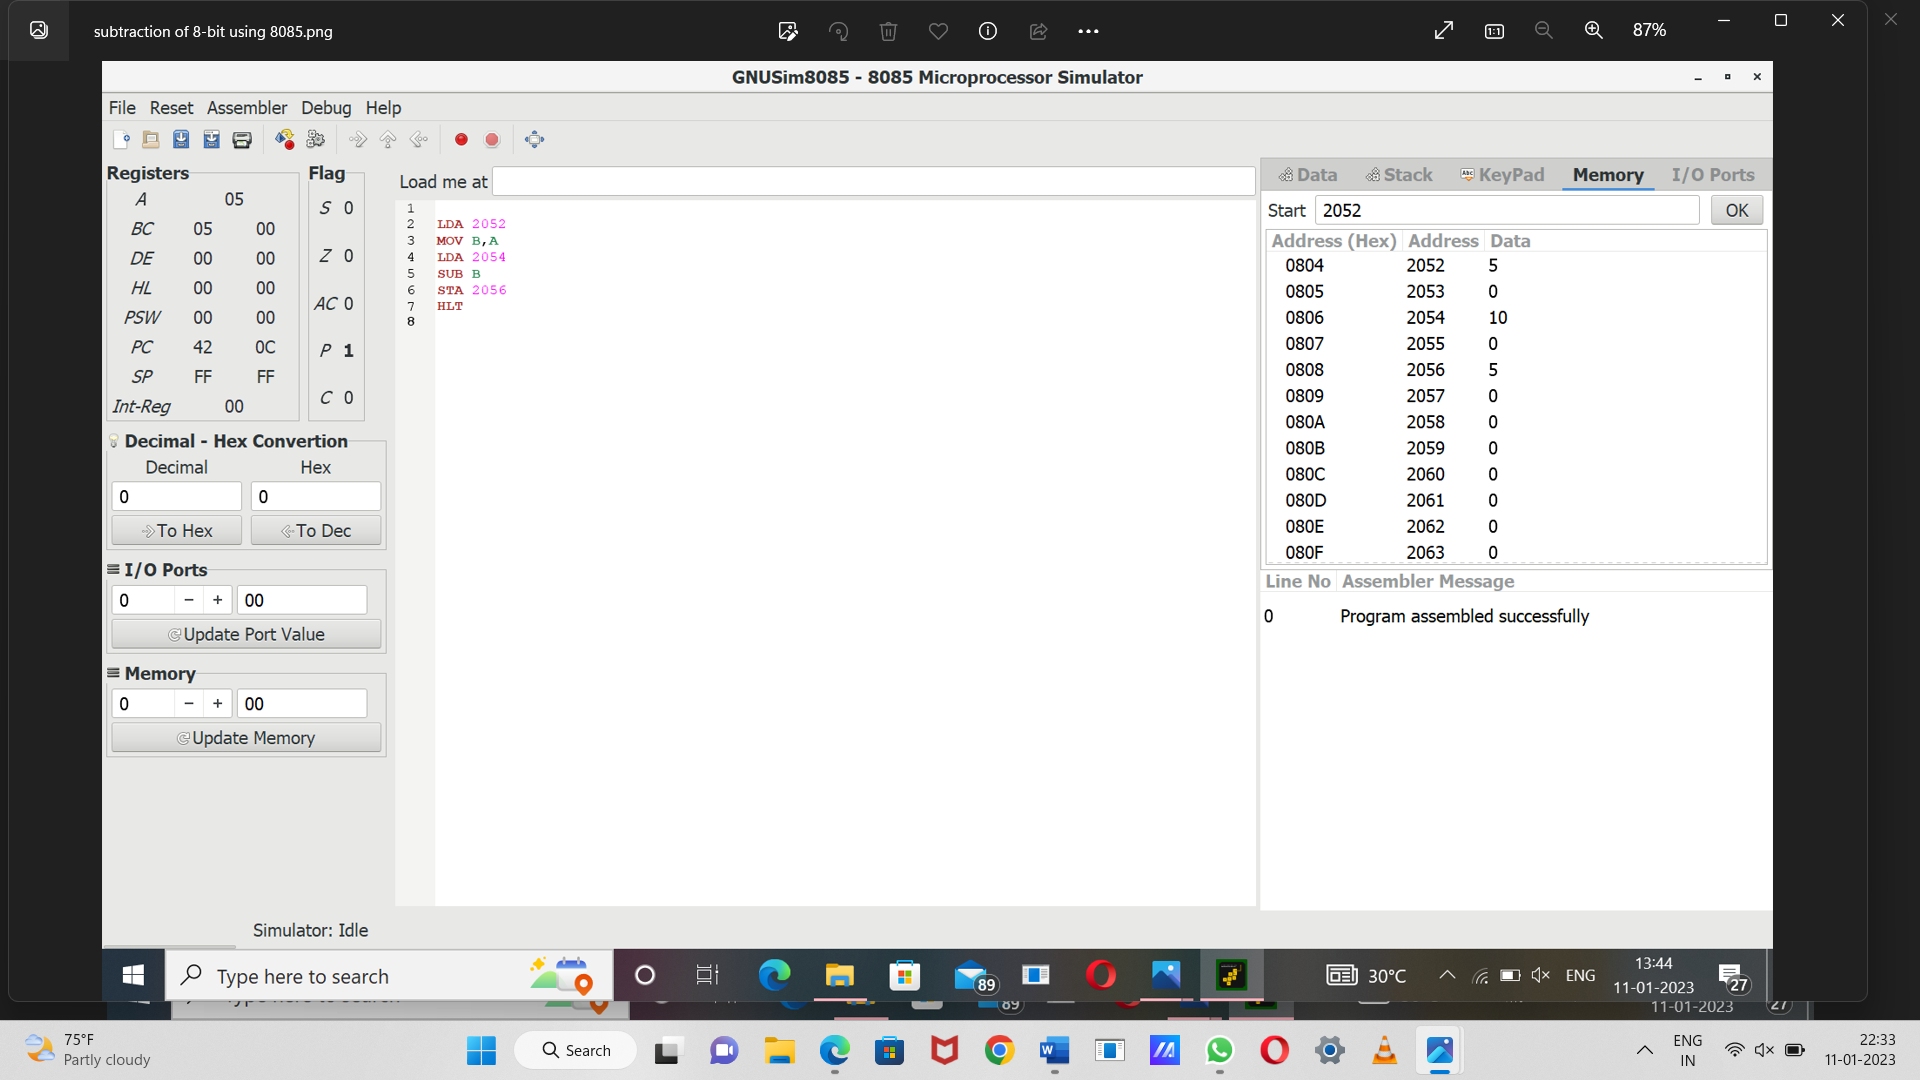 subtraction of 8-bit using 8085.png
87%
GNUSim8085 - 8085 Microprocessor Simulator
File Reset Assembler Debug Help
Registers
A 05
BC 05 00
DE 00 00
HL 00 00
PSW 00 00
PC 42 0C
SP FF FF
Int-Reg 00
Flag
S 0
Z 0
AC 0
P 1
C 0
Decimal - Hex Convertion
Decimal Hex
0 0
To Hex To Dec
I/O Ports
0 - + 00
Update Port Value
Memory
0 - + 00
Update Memory
Load me at
1
2 LDA 2052
3 MOV B,A
4 LDA 2054
5 SUB B
6 STA 2056
7 HLT
8
Data Stack KeyPad Memory I/O Ports
Start 2052 OK
Address (Hex) Address Data
0804 2052 5
0805 2053 0
0806 2054 10
0807 2055 0
0808 2056 5
0809 2057 0
080A 2058 0
080B 2059 0
080C 2060 0
080D 2061 0
080E 2062 0
080F 2063 0
Line No Assembler Message
0 Program assembled successfully
Simulator: Idle
Type here to search
89
30°C
ENG
13:44
11-01-2023
27
Type here to search
89
11-01-2023
27
75°F
Partly cloudy
Search
ENG
IN
22:33
11-01-2023